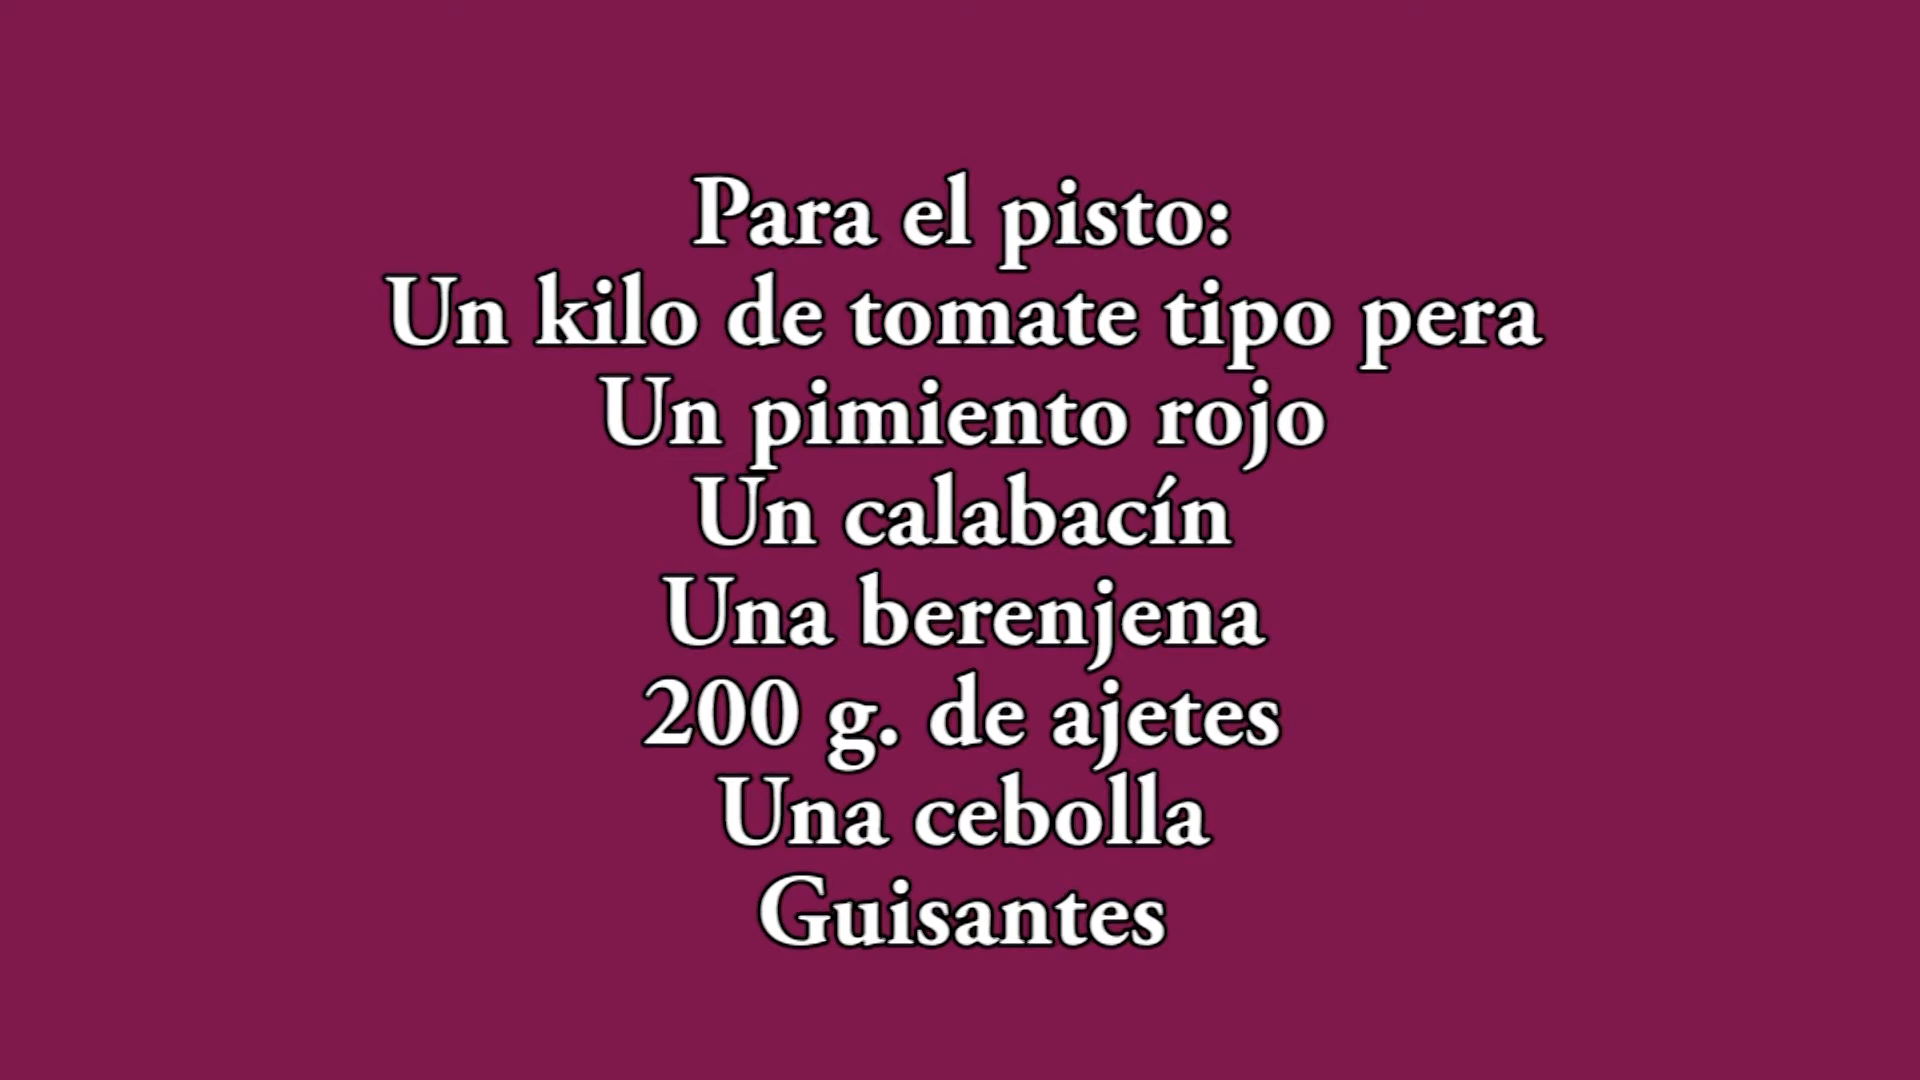 Para el pisto:
Un kilo de tomate tipo pera
Un pimiento rojo
Un calabacín
Una berenjena
200 g. de ajetes
Una cebolla
Guisantes